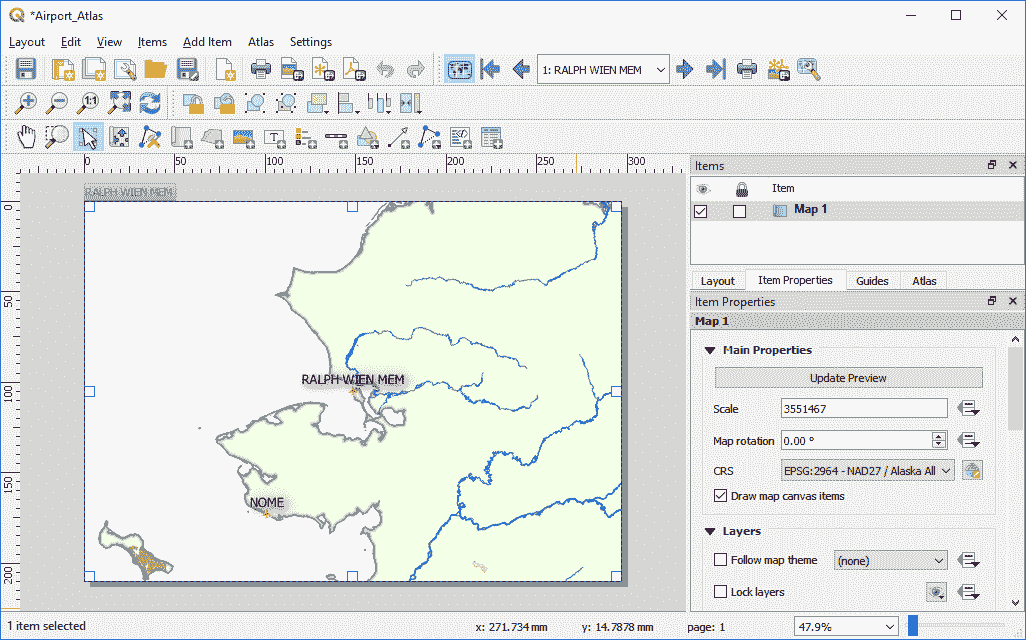 *Airport_Atlas
Layout Edit View Items Add Item Atlas Settings
1: RALPH WIEN MEM
1:1
0 50 100 150 200 250 300
0
50
100
150
200
RALPH WIEN MEM
RALPH WIEN MEM
NOME
Items
Item
Map 1
Layout Item Properties Guides Atlas
Item Properties
Map 1
Main Properties
Update Preview
Scale 3551467
Map rotation 0.00 °
CRS EPSG:2964 - NAD27 / Alaska All
Draw map canvas items
Layers
Follow map theme (none)
Lock layers
1 item selected x: 271.734 mm y: 14.7878 mm page: 1 47.9%